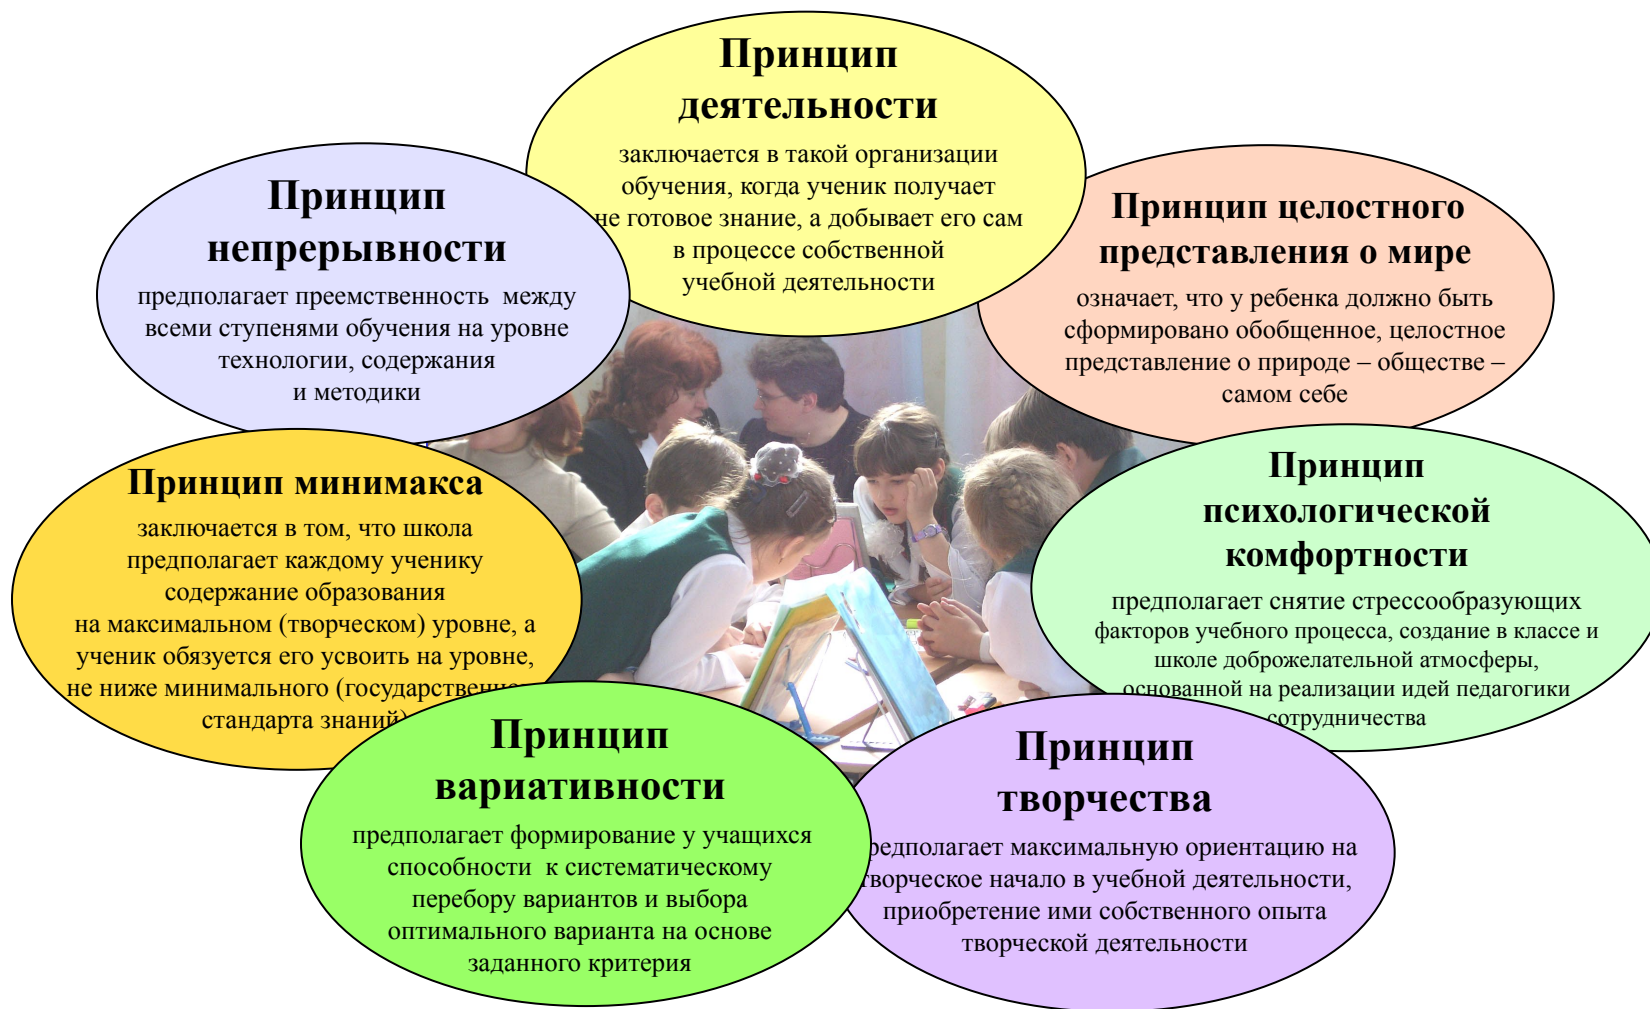 Принцип
деятельности
заключается в такой организации
обучения, когда ученик получает
не готовое знание, а добывает его сам
в процессе собственной
учебной деятельности
Принцип
непрерывности
предполагает преемственность между
всеми ступенями обучения на уровне
технологии, содержания
и методики
Принцип целостного
представления о мире
означает, что у ребенка должно быть
сформировано обобщенное, целостное
представление о природе – обществе –
самом себе
Принцип минимакса
заключается в том, что школа
предполагает каждому ученику
содержание образования
на максимальном (творческом) уровне, а
ученик обязуется его усвоить на уровне,
не ниже минимального
стандарта знаний)
Принцип
психологической
комфортности
предполагает снятие стрессообразующих
факторов учебного процесса, создание в классе и
школе доброжелательной атмосферы,
основанной на реализации идей педагогики
сотрудничества
Принцип
вариативности
предполагает формирование у учащихся
способности к систематическому
перебору вариантов и выбора
оптимального варианта на основе
заданного критерия
Принцип
творчества
предполагает максимальную ориентацию на
творческое начало в учебной деятельности,
приобретение ими собственного опыта
творческой деятельности